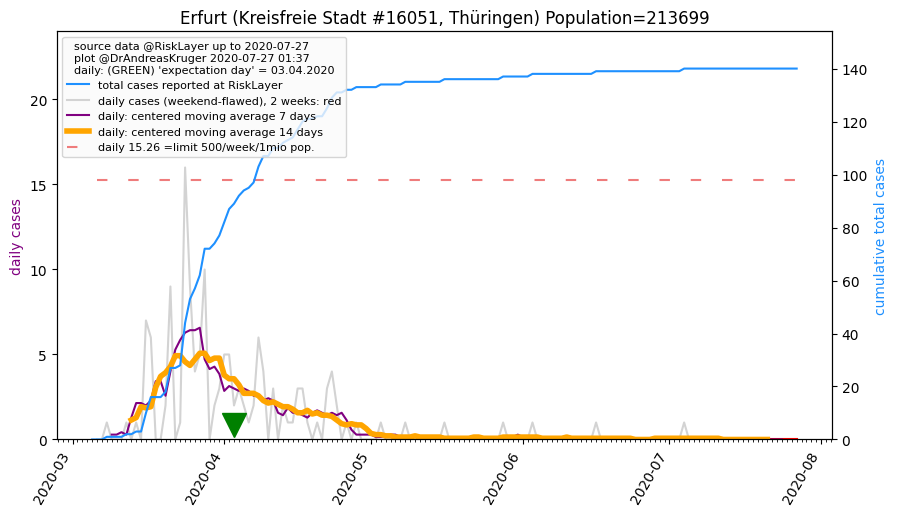 Erfurt (Kreisfreie Stadt #16051, Thüringen) Population=213699
source data @RiskLayer up to 2020-07-27
plot @DrAndreasKruger 2020-07-27 01:37
daily: (GREEN) 'expectation day' = 03.04.2020
total cases reported at RiskLayer
daily cases (weekend-flawed), 2 weeks: red
daily: centered moving average 7 days
daily: centered moving average 14 days
daily 15.26 =limit 500/week/1mio pop.
daily cases
20
15
10
5
0
cumulative total cases
140
120
100
80
60
40
20
0
2020-03
2020-04
2020-05
2020-06
2020-07
2020-08